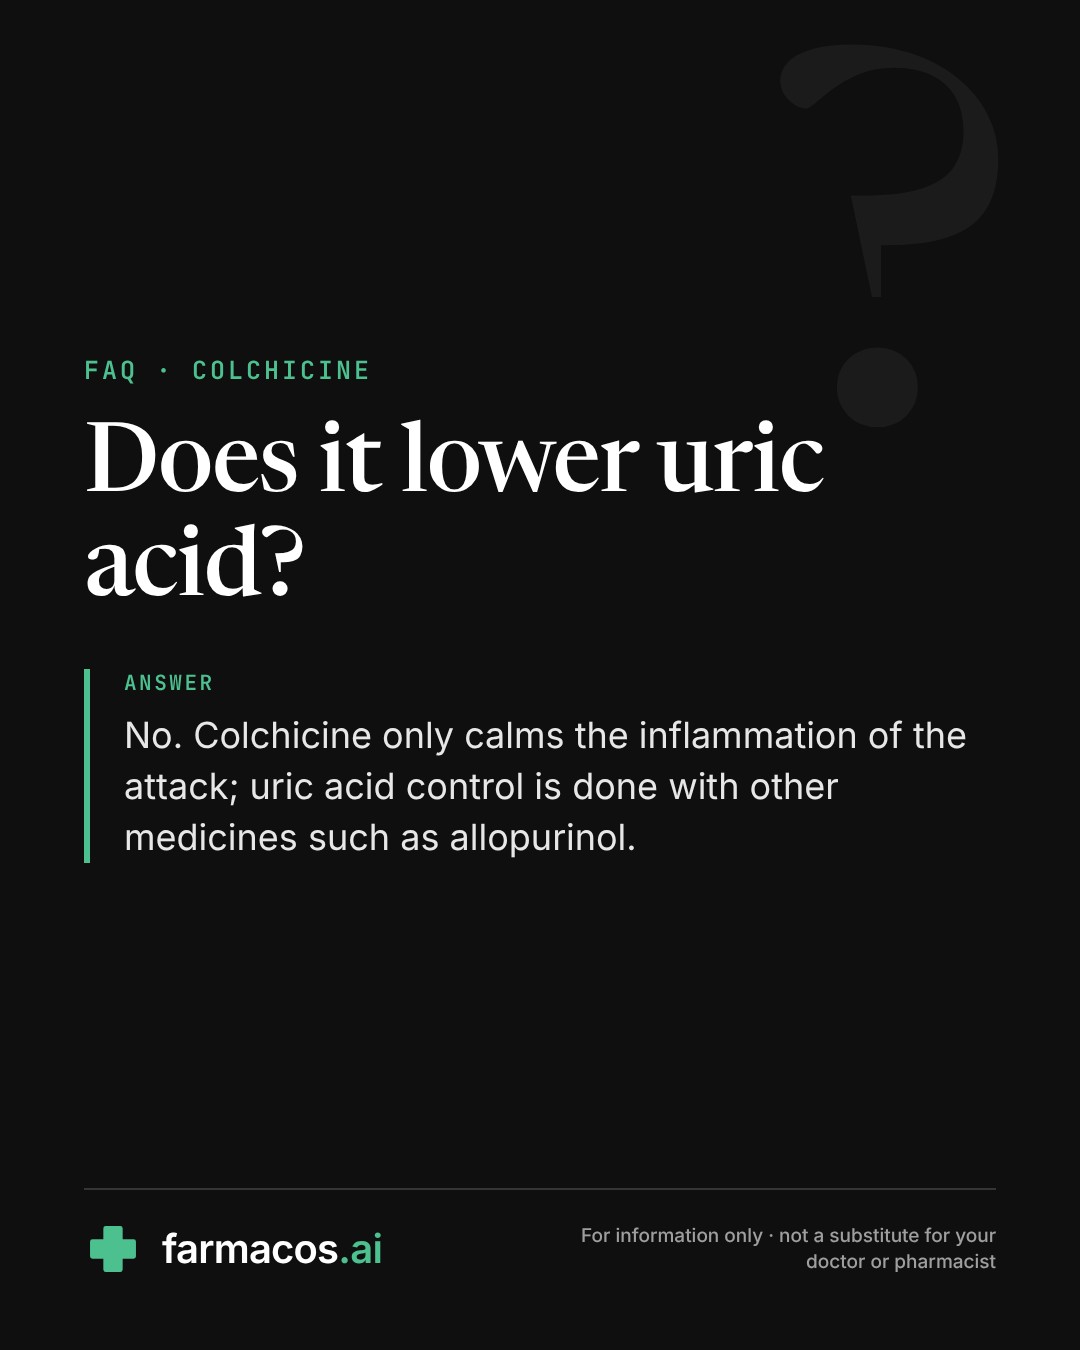 ?
FAQ · COLCHICINE
Does it lower uric
acid?
ANSWER
No. Colchicine only calms the inflammation of the
attack; uric acid control is done with other
medicines such as allopurinol.
farmacos.ai
For information only · not a substitute for your
doctor or pharmacist